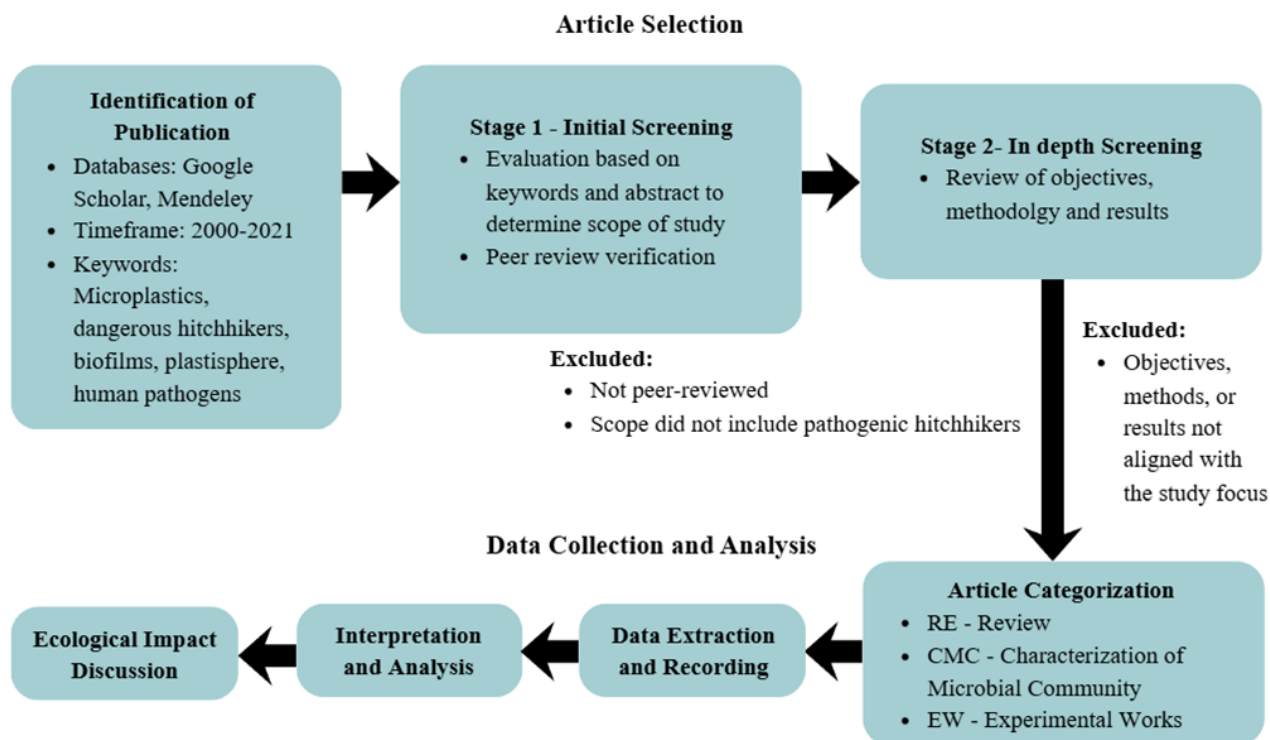 Article Selection
Identification of
Publication
• Databases: Google
Scholar, Mendeley
• Timeframe: 2000-2021
• Keywords:
Microplastics,
dangerous hitchhikers,
biofilms, plastisphere,
human pathogens
Stage 1 - Initial Screening
• Evaluation based on
keywords and abstract to
determine scope of study
• Peer review verification
Stage 2- In depth Screening
• Review of objectives,
methodolgy and results
Excluded:
• Not peer-reviewed
• Scope did not include pathogenic hitchhikers
Excluded:
• Objectives,
methods, or
results not
aligned with
the study focus
Data Collection and Analysis
Article Categorization
• RE - Review
• CMC - Characterization of
Microbial Community
• EW - Experimental Works
Data Extraction
and Recording
Interpretation
and Analysis
Ecological Impact
Discussion